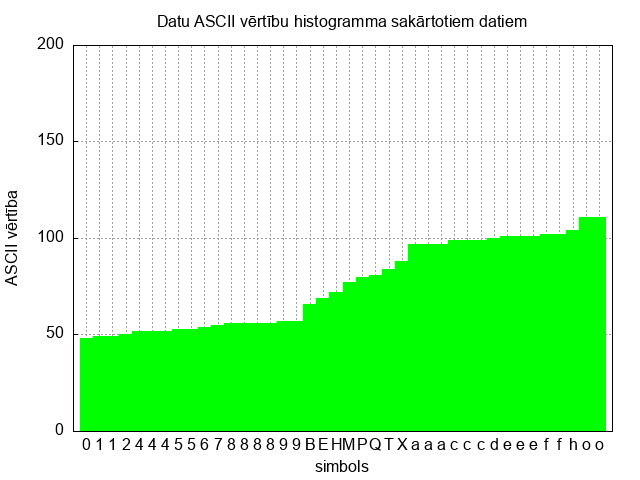 Datu ASCII vērtību histogramma sakārtotiem datiem
200
150
100
50
0
ASCII vērtība
0 1 1 2 4 4 4 5 5 6 7 8 8 8 8 9 9 B E H M P Q T X a a a c c c d e e e f f h o o
simbols